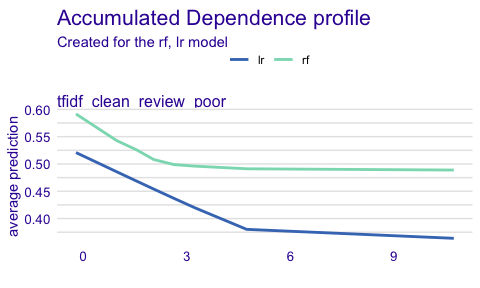 Accumulated Dependence profile
Created for the rf, lr model
lr rf
tfidf_clean_review_poor
average prediction
0.60
0.55
0.50
0.45
0.40
0 3 6 9